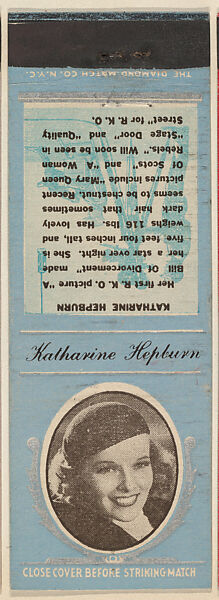 THE DIAMOND MATCH CO. N.Y.C.
KATHARINE HEPBURN
Her first R. K. O. picture "A
Bill Of Divorcement" made
her a star over night. She is
five feet four inches tall, and
weighs 116 lbs. Has lovely
dark hair that sometimes
seems to be chestnut. Recent
pictures include "Mary Queen
Of Scots" and "A Woman
Rebels". Will soon be seen in
"Stage Door" and "Quality
Street" for R. K. O.
Katharine Hepburn
CLOSE COVER BEFORE STRIKING MATCH